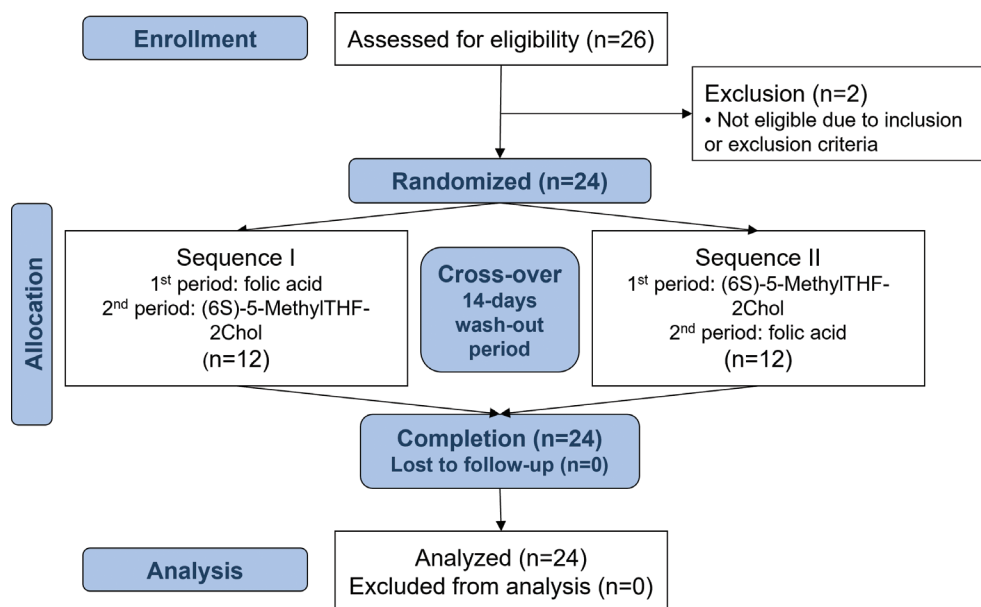 Enrollment
Assessed for eligibility (n=26)
Exclusion (n=2)
• Not eligible due to inclusion
or exclusion criteria
Randomized (n=24)
Allocation
Sequence I
1st period: folic acid
2nd period: (6S)-5-MethylTHF-
2Chol
(n=12)
Cross-over
14-days
wash-out
period
Sequence II
1st period: (6S)-5-MethylTHF-
2Chol
2nd period: folic acid
(n=12)
Completion (n=24)
Lost to follow-up (n=0)
Analysis
Analyzed (n=24)
Excluded from analysis (n=0)